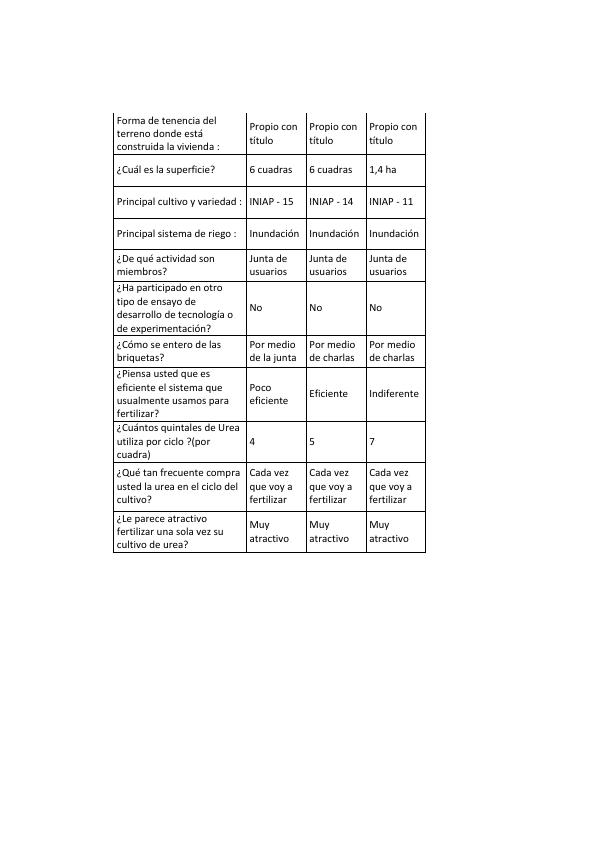 Forma de tenencia del
terreno donde está
construida la vivienda :
Propio con
título
Propio con
título
Propio con
título
¿Cuál es la superficie?
6 cuadras
6 cuadras
1,4 ha
Principal cultivo y variedad :
INIAP - 15
INIAP - 14
INIAP - 11
Principal sistema de riego :
Inundación
Inundación
Inundación
¿De qué actividad son
miembros?
Junta de
usuarios
Junta de
usuarios
Junta de
usuarios
¿Ha participado en otro
tipo de ensayo de
desarrollo de tecnología o
de experimentación?
No
No
No
¿Cómo se entero de las
briquetas?
Por medio
de la junta
Por medio
de charlas
Por medio
de charlas
¿Piensa usted que es
eficiente el sistema que
usualmente usamos para
fertilizar?
Poco
eficiente
Eficiente
Indiferente
¿Cuántos quintales de Urea
utiliza por ciclo ?(por
cuadra)
4
5
7
¿Qué tan frecuente compra
usted la urea en el ciclo del
cultivo?
Cada vez
que voy a
fertilizar
Cada vez
que voy a
fertilizar
Cada vez
que voy a
fertilizar
¿Le parece atractivo
fertilizar una sola vez su
cultivo de urea?
Muy
atractivo
Muy
atractivo
Muy
atractivo